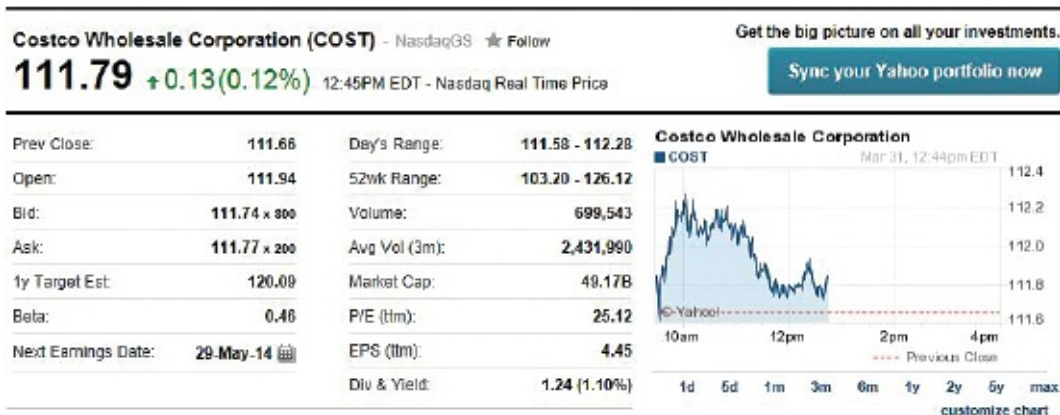 Costco Wholesale Corporation (COST) - NasdaqGS ★ Follow
111.79 ↑0.13(0.12%) 12:45PM EDT - Nasdaq Real Time Price
Get the big picture on all your investments.
Sync your Yahoo portfolio now
Prev Close: 111.66
Open: 111.94
Bid: 111.74 x 800
Ask: 111.77 x 200
1y Target Est: 120.09
Beta: 0.46
Next Earnings Date: 29-May-14
Day's Range: 111.58 - 112.28
52wk Range: 103.20 - 126.12
Volume: 699,543
Avg Vol (3m): 2,431,990
Market Cap: 49.17B
P/E (ttm): 25.12
EPS (ttm): 4.45
Div & Yield: 1.24 (1.10%)
Costco Wholesale Corporation
COST Mar 31, 12:44pm EDT
112.4
112.2
112.0
111.8
111.6
© Yahoo!
10am 12pm 2pm 4pm
---- Previous Close
1d 5d 1m 3m 6m 1y 2y 5y max
customize chart